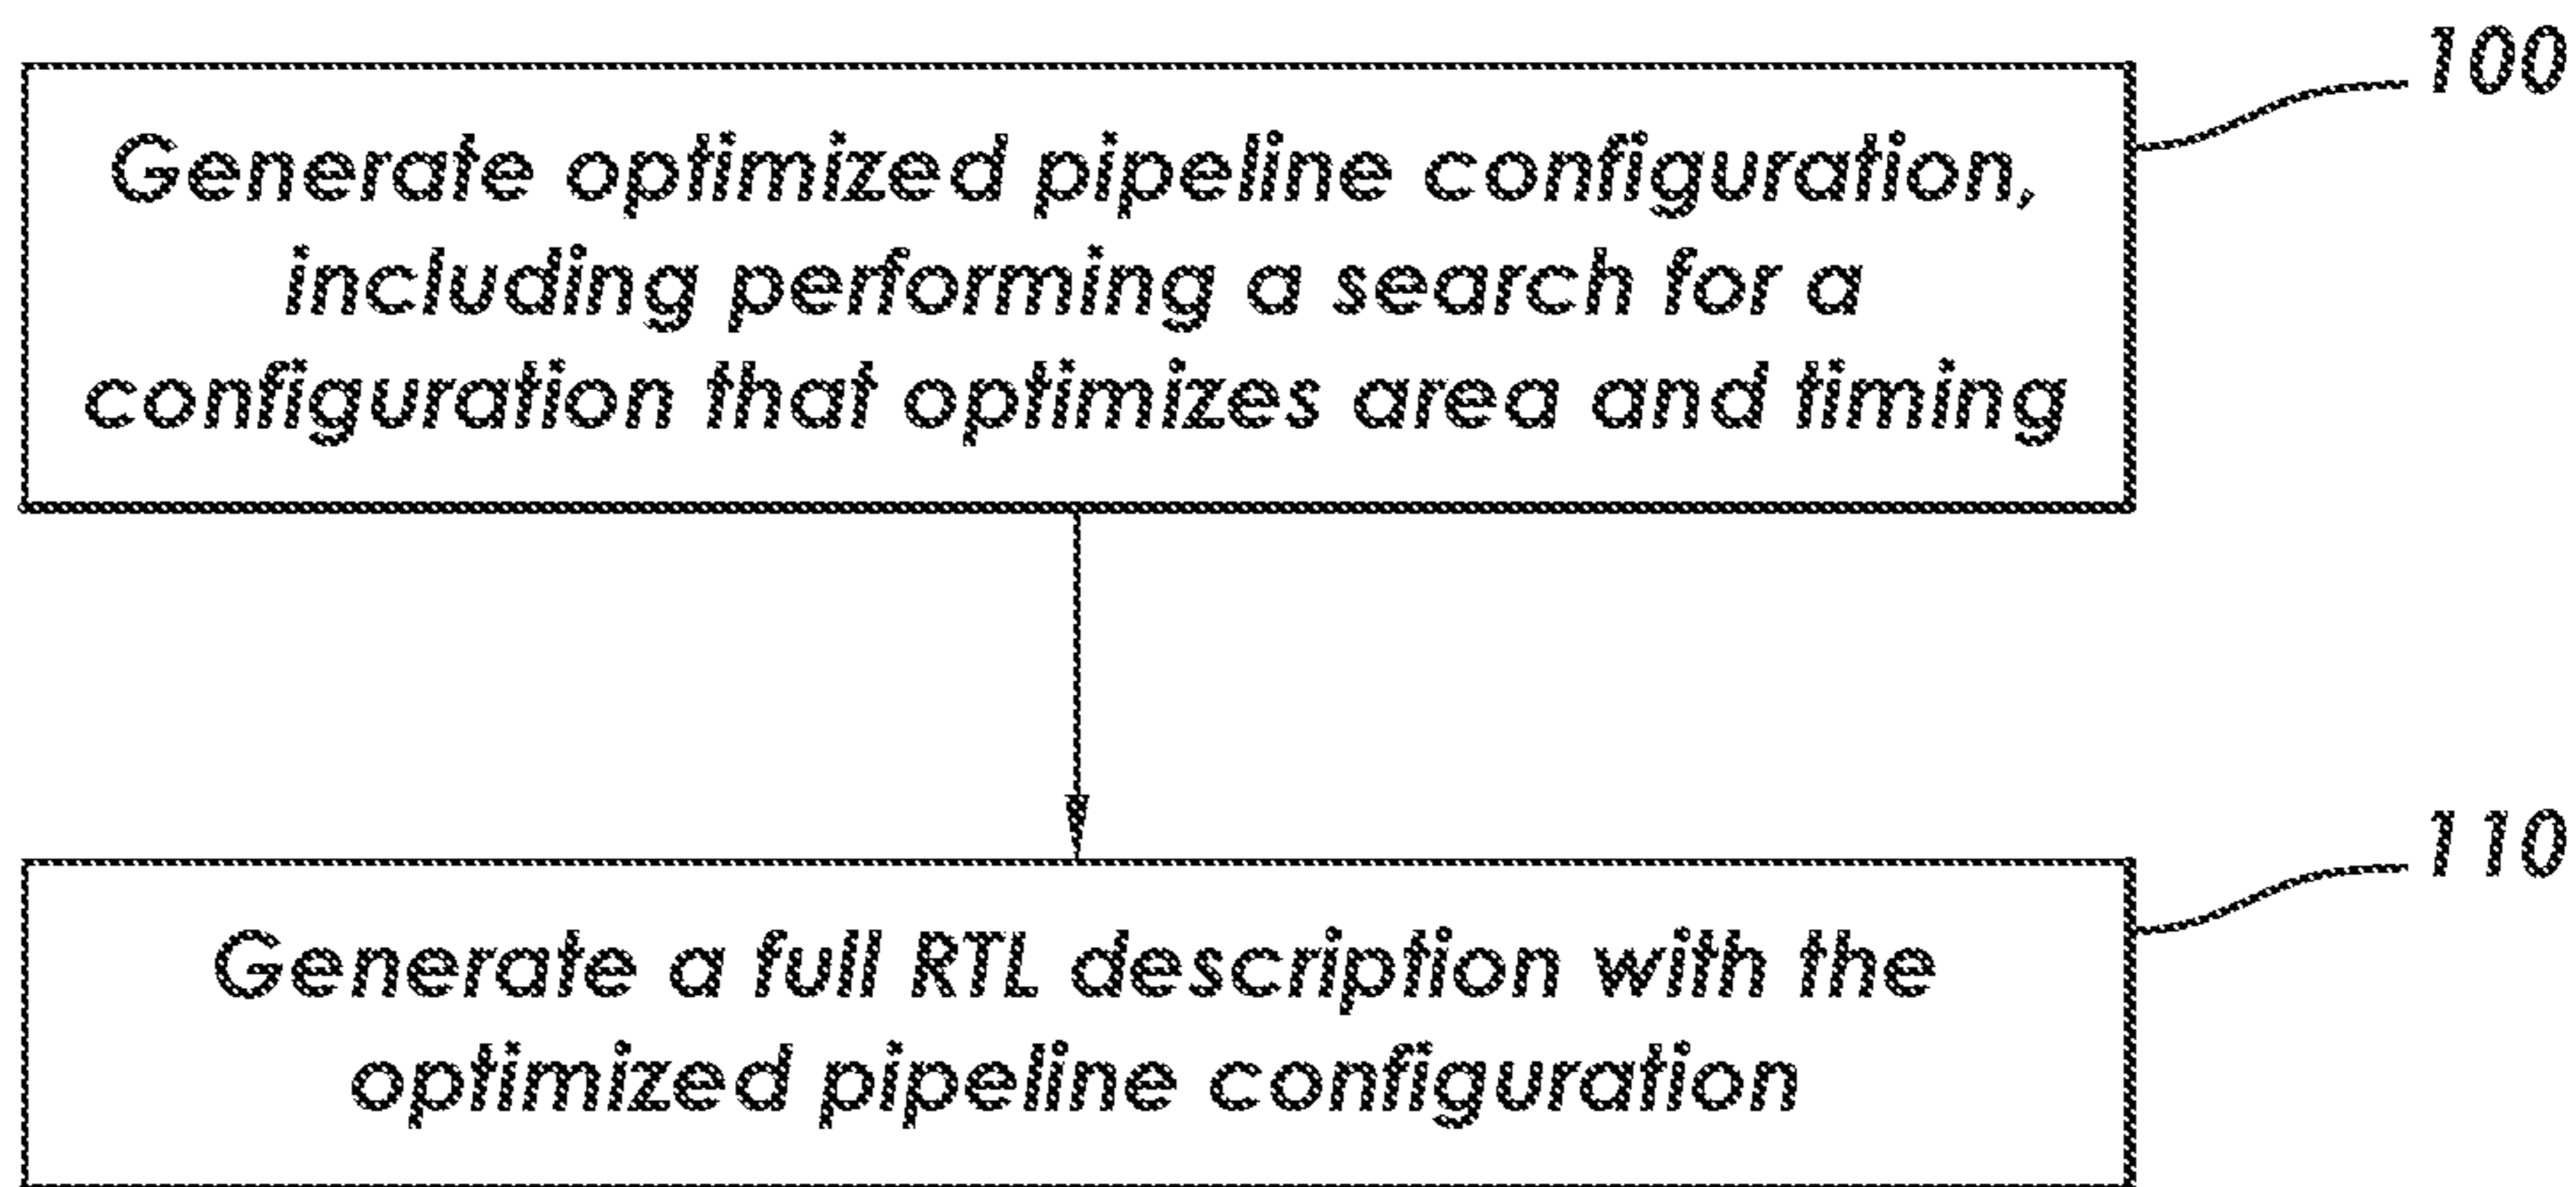 100
Generate optimized pipeline configuration,
including performing a search for a
configuration that optimizes area and timing
110
Generate a full RTL description with the
optimized pipeline configuration